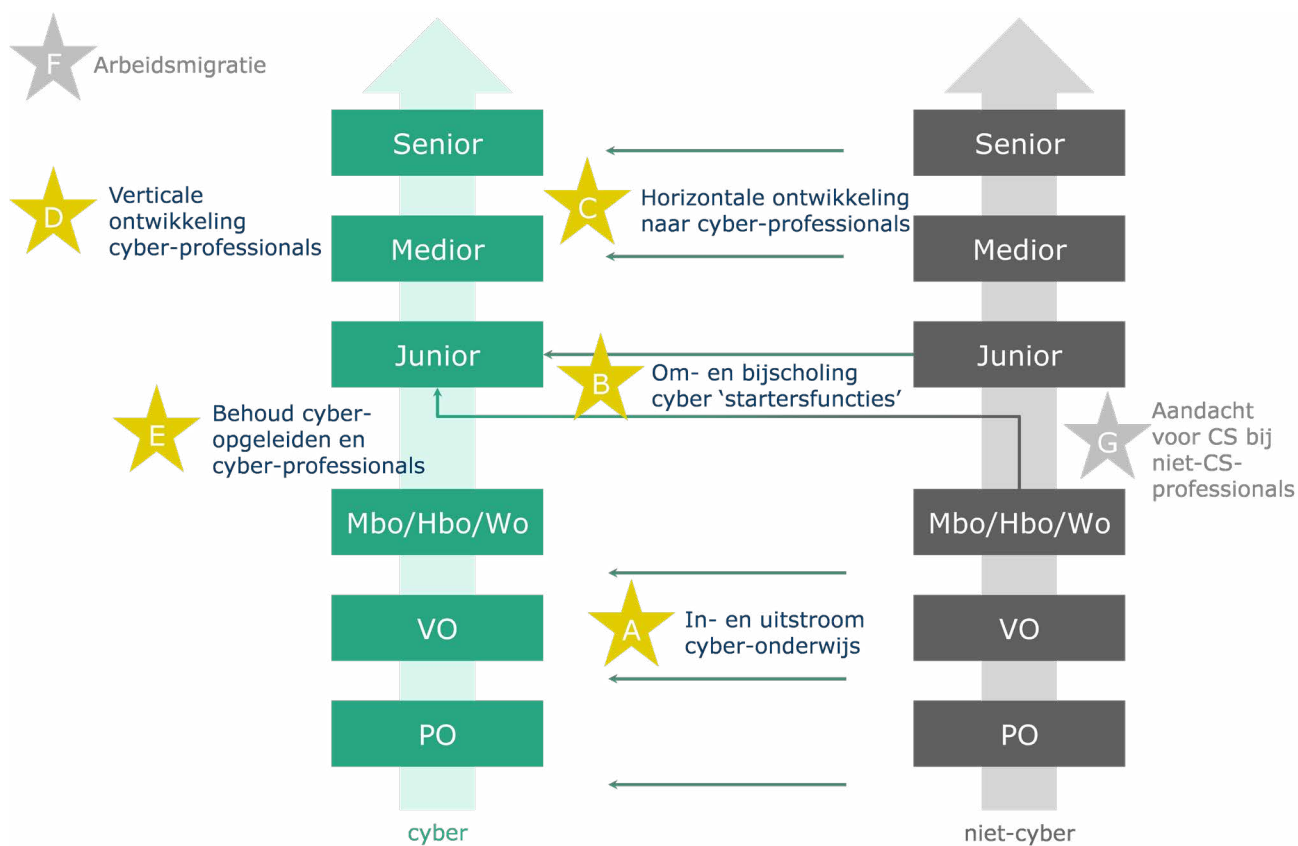 F
Arbeidsmigratie
Senior
Senior
D
Verticale
ontwikkeling
cyber-professionals
C
Horizontale ontwikkeling
naar cyber-professionals
Medior
Medior
Junior
Junior
B
Om- en bijscholing
cyber ‘startersfuncties’
E
Behoud cyber-
opgeleiden en
cyber-professionals
G
Aandacht
voor CS bij
niet-CS-
professionals
Mbo/Hbo/Wo
Mbo/Hbo/Wo
VO
A
In- en uitstroom
cyber-onderwijs
VO
PO
PO
cyber
niet-cyber